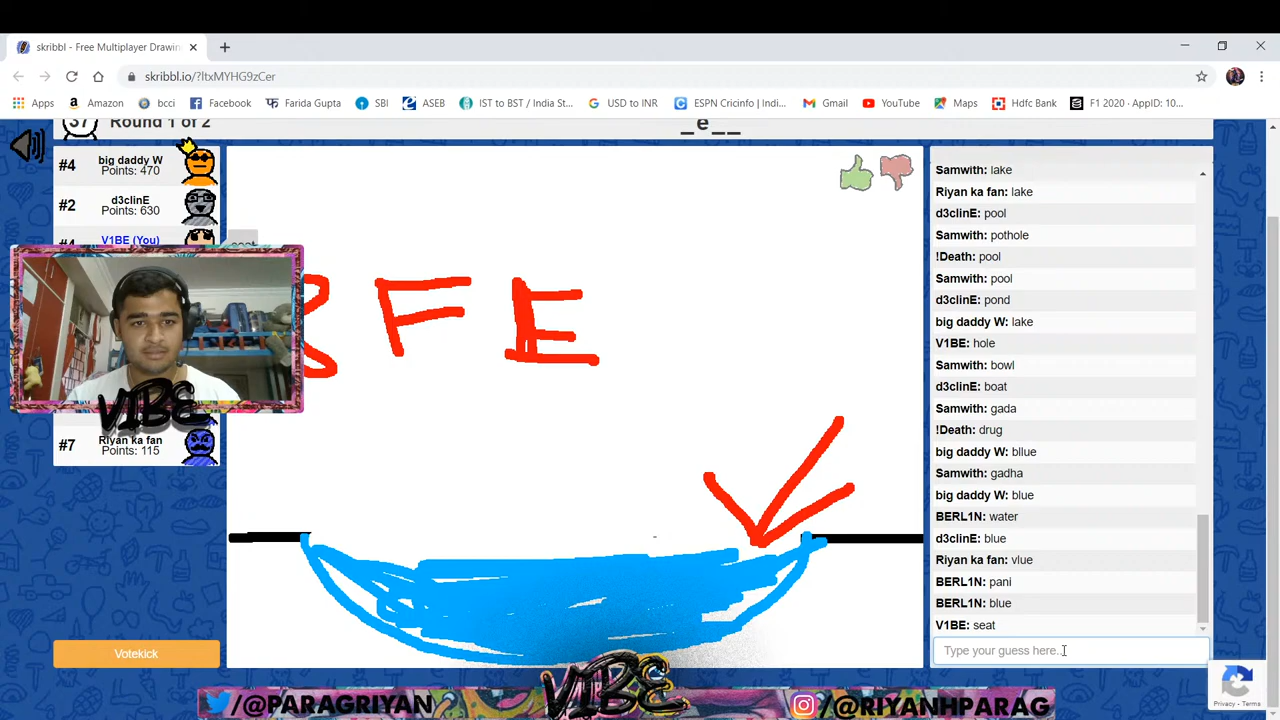 skribbl - Free Multiplayer Drawin
skribbl.io/?ltxMYHG9zCer
Apps Amazon bcci Facebook Farida Gupta SBI ASEB IST to BST / India St... USD to INR ESPN Cricinfo | Indi... Gmail YouTube Maps Hdfc Bank F1 2020 - AppID: 10...
37 Round 1 of 2 _e__
#4 big daddy W
Points: 470
#2 d3clinE
Points: 630
V1BE (You)
#7 Riyan ka fan
Points: 115
Votekick
F E
VIBE
Samwith: lake
Riyan ka fan: lake
d3clinE: pool
Samwith: pothole
!Death: pool
Samwith: pool
d3clinE: pond
big daddy W: lake
V1BE: hole
Samwith: bowl
d3clinE: boat
Samwith: gada
!Death: drug
big daddy W: bllue
Samwith: gadha
big daddy W: blue
BERL1N: water
d3clinE: blue
Riyan ka fan: vlue
BERL1N: pani
BERL1N: blue
V1BE: seat
Type your guess here...
Privacy - Terms
/@PARAGRIYAN
VIBE